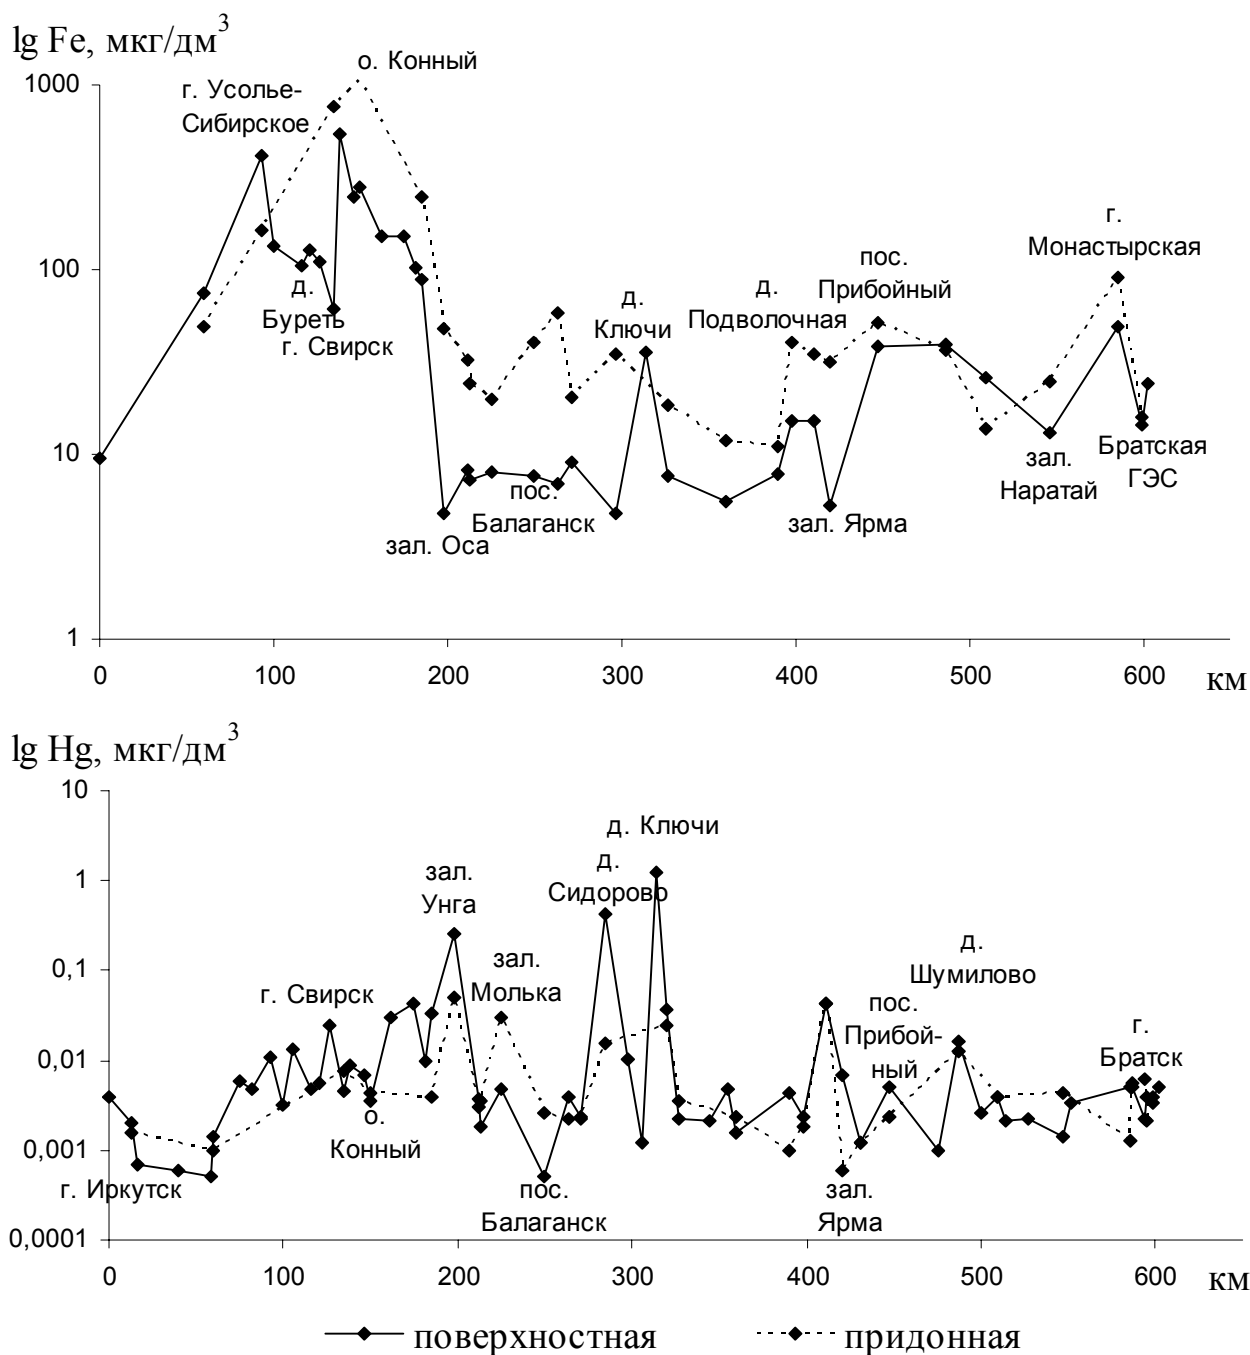 lg Fe, мкг/дм³
о. Конный
1000
г. Усолье-
Сибирское
г.
Монастырская
100
пос.
Прибойный
д.
Буреть
г. Свирск
д.
Ключи
д.
Подволочная
10
пос.
Балаганск
зал. Оса
зал. Ярма
зал.
Наратай
Братская
ГЭС
1
0 100 200 300 400 500 600 км
lg Hg, мкг/дм³
10
д. Ключи
1
зал.
Унга
д.
Сидорово
0,1
г. Свирск
зал.
Молька
д.
Шумилово
пос.
Прибой-
ный
0,01
г.
Братск
о.
Конный
0,001
г. Иркутск
пос.
Балаганск
зал.
Ярма
0,0001
0 100 200 300 400 500 600 км
поверхностная придонная